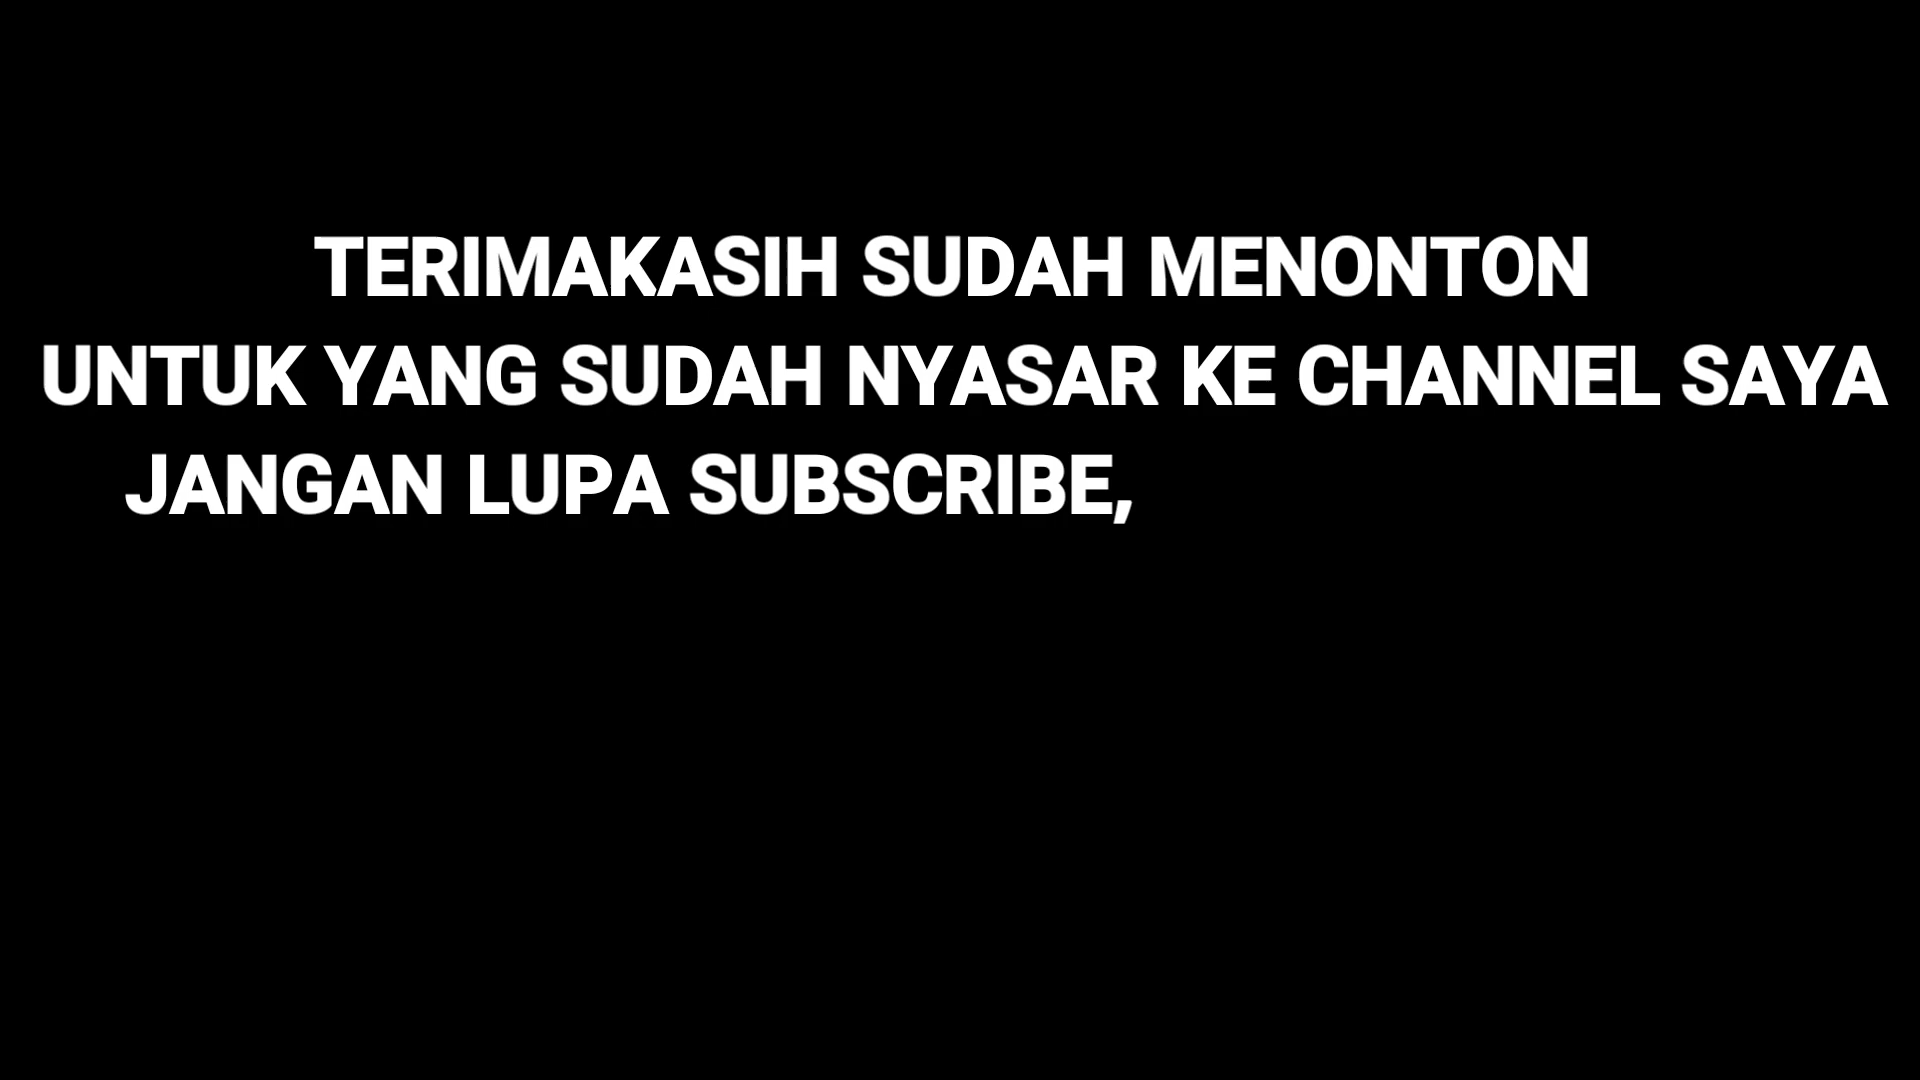 TERIMAKASIH SUDAH MENONTON
UNTUK YANG SUDAH NYASAR KE CHANNEL SAYA
JANGAN LUPA SUBSCRIBE,